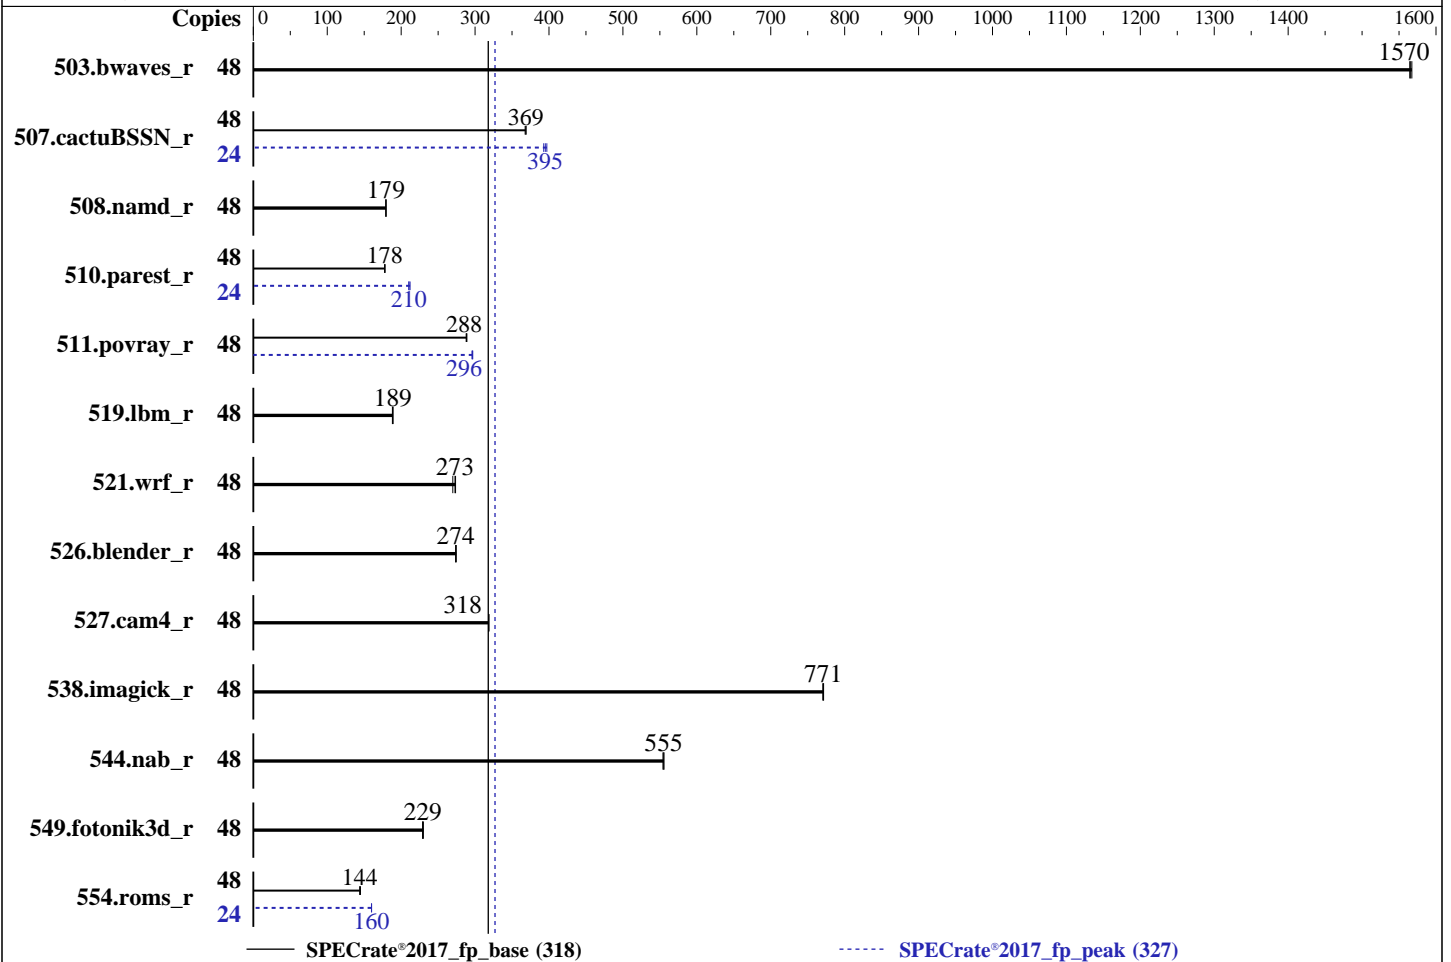 Copies 0 100 200 300 400 500 600 700 800 900 1000 1100 1200 1300 1400 1600
503.bwaves_r 48 1570
507.cactuBSSN_r 48 369
24 395
508.namd_r 48 179
510.parest_r 48 178
24 210
511.povray_r 48 288
296
519.lbm_r 48 189
521.wrf_r 48 273
526.blender_r 48 274
527.cam4_r 48 318
538.imagick_r 48 771
544.nab_r 48 555
549.fotonik3d_r 48 229
554.roms_r 48 144
24 160
SPECrate®2017_fp_base (318) SPECrate®2017_fp_peak (327)